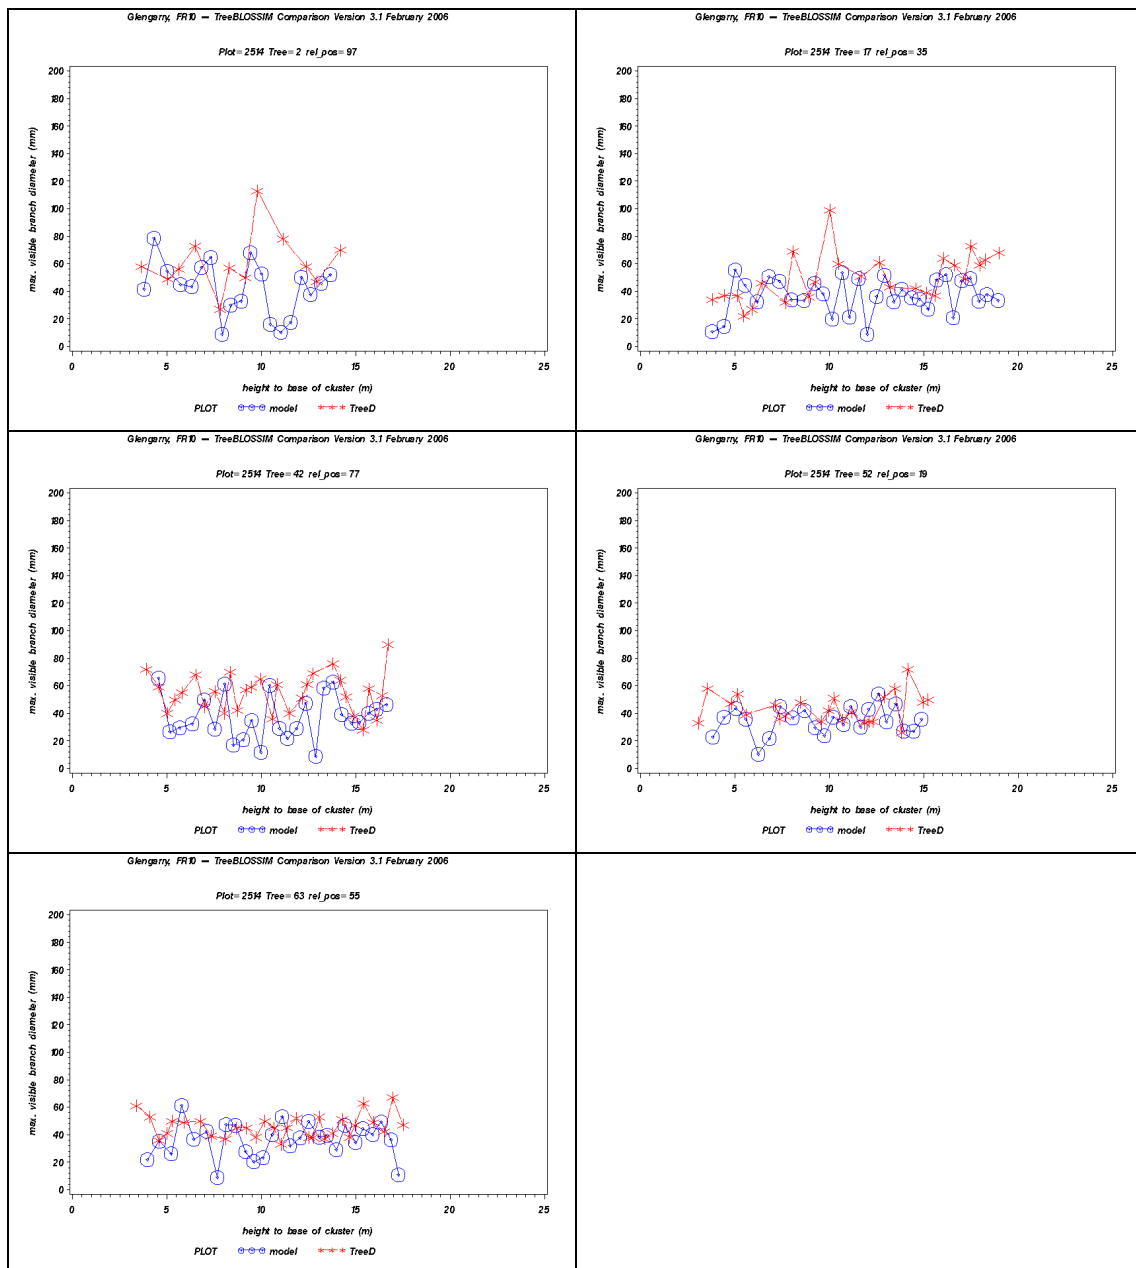 Glengarry, FR10 — TreeBLOSSIM Comparison Version 3.1 February 2006
Plot=2514 Tree=2 rel_pos=97
max. visible branch diameter (mm)
200
180
160
140
120
100
80
60
40
20
0
0 5 10 15 20 25
height to base of cluster (m)
PLOT model TreeD
Glengarry, FR10 — TreeBLOSSIM Comparison Version 3.1 February 2006
Plot=2514 Tree=17 rel_pos=35
max. visible branch diameter (mm)
200
180
160
140
120
100
80
60
40
20
0
0 5 10 15 20 25
height to base of cluster (m)
PLOT model TreeD
Glengarry, FR10 — TreeBLOSSIM Comparison Version 3.1 February 2006
Plot=2514 Tree=42 rel_pos=77
max. visible branch diameter (mm)
200
180
160
140
120
100
80
60
40
20
0
0 5 10 15 20 25
height to base of cluster (m)
PLOT model TreeD
Glengarry, FR10 — TreeBLOSSIM Comparison Version 3.1 February 2006
Plot=2514 Tree=52 rel_pos=19
max. visible branch diameter (mm)
200
180
160
140
120
100
80
60
40
20
0
0 5 10 15 20 25
height to base of cluster (m)
PLOT model TreeD
Glengarry, FR10 — TreeBLOSSIM Comparison Version 3.1 February 2006
Plot=2514 Tree=63 rel_pos=55
max. visible branch diameter (mm)
200
180
160
140
120
100
80
60
40
20
0
0 5 10 15 20 25
height to base of cluster (m)
PLOT model TreeD